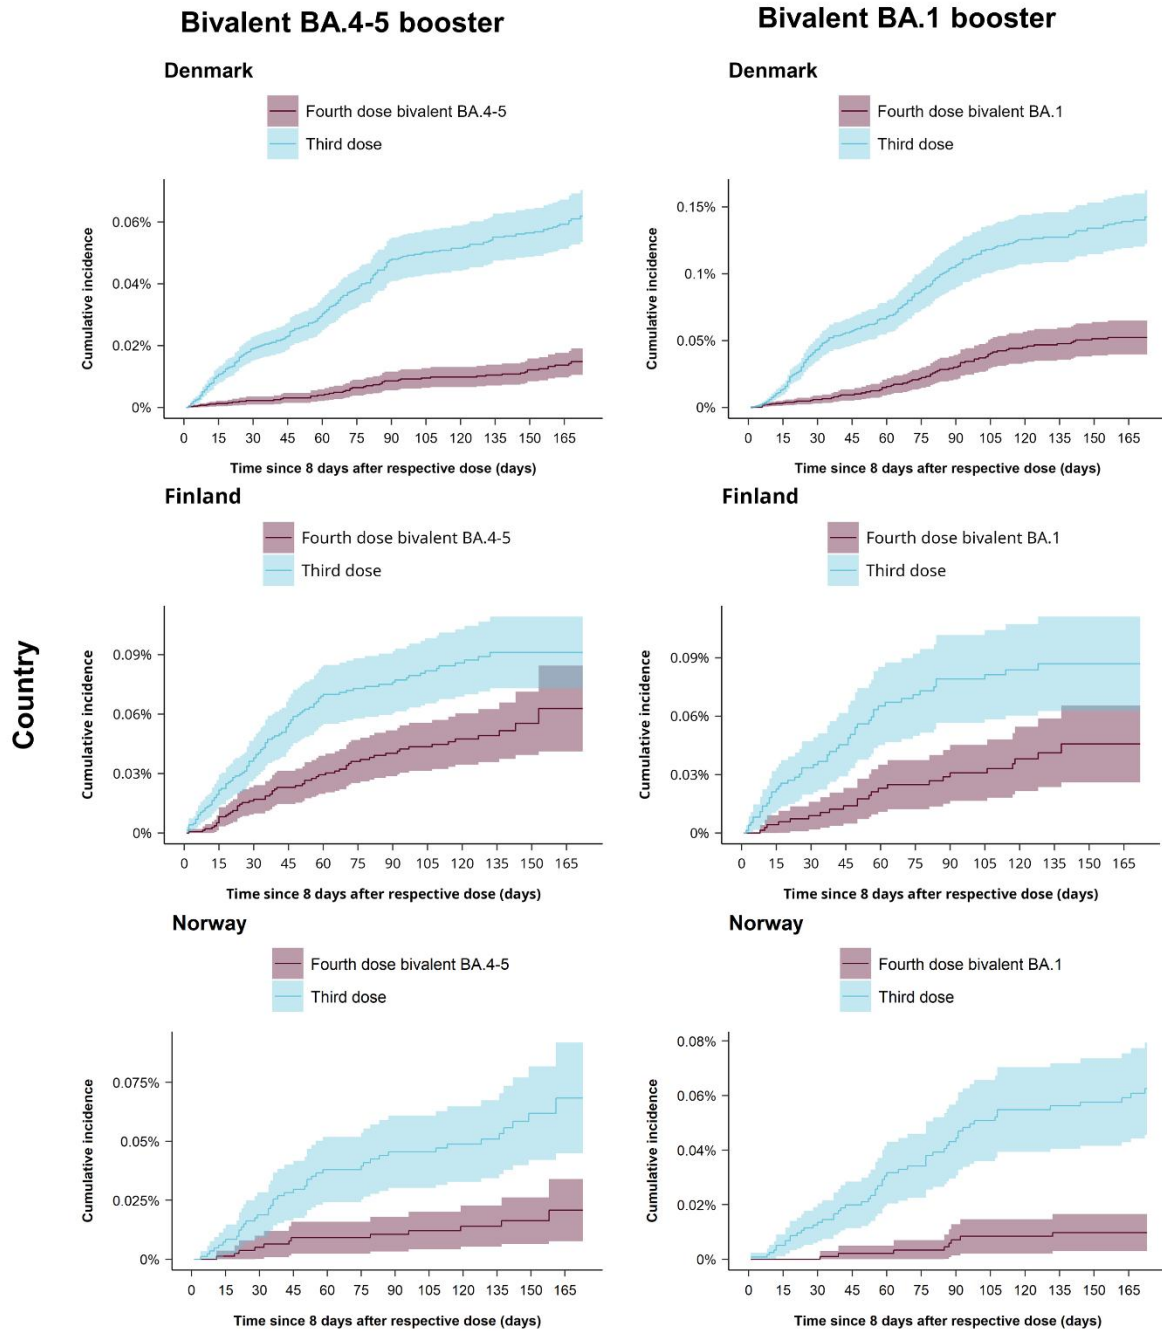 Bivalent BA.4-5 booster
Bivalent BA.1 booster
Country
Denmark
Fourth dose bivalent BA.4-5
Third dose
Cumulative incidence
0.06%
0.04%
0.02%
0%
0 15 30 45 60 75 90 105 120 135 150 165
Time since 8 days after respective dose (days)
Denmark
Fourth dose bivalent BA.1
Third dose
Cumulative incidence
0.15%
0.1%
0.05%
0%
0 15 30 45 60 75 90 105 120 135 150 165
Time since 8 days after respective dose (days)
Finland
Fourth dose bivalent BA.4-5
Third dose
Cumulative incidence
0.09%
0.06%
0.03%
0%
0 15 30 45 60 75 90 105 120 135 150 165
Time since 8 days after respective dose (days)
Finland
Fourth dose bivalent BA.1
Third dose
Cumulative incidence
0.09%
0.06%
0.03%
0%
0 15 30 45 60 75 90 105 120 135 150 165
Time since 8 days after respective dose (days)
Norway
Fourth dose bivalent BA.4-5
Third dose
Cumulative incidence
0.075%
0.05%
0.025%
0%
0 15 30 45 60 75 90 105 120 135 150 165
Time since 8 days after respective dose (days)
Norway
Fourth dose bivalent BA.1
Third dose
Cumulative incidence
0.08%
0.06%
0.04%
0.02%
0%
0 15 30 45 60 75 90 105 120 135 150 165
Time since 8 days after respective dose (days)